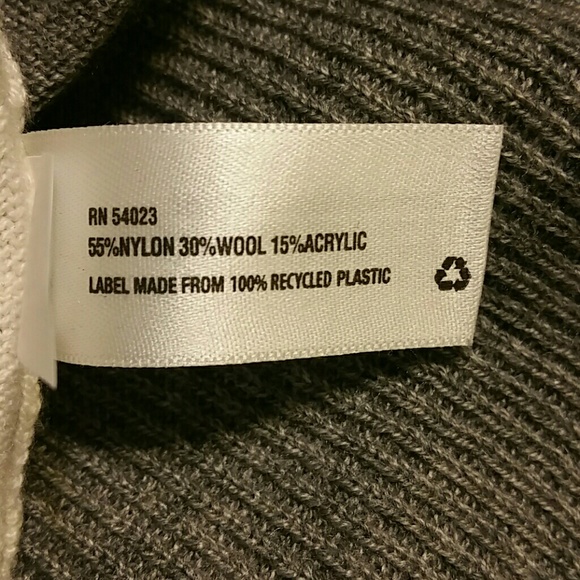 RN 54023
55%NYLON 30%WOOL 15%ACRYLIC
LABEL MADE FROM 100% RECYCLED PLASTIC